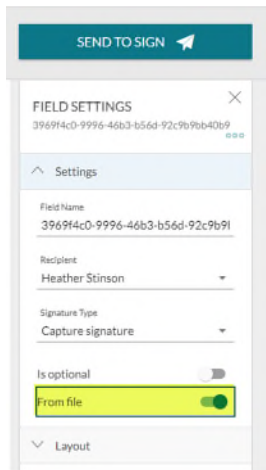 SEND TO SIGN
FIELD SETTINGS
3969f4c0-9996-46b3-b56d-92c9b9bb40b9
Settings
Field Name
3969f4c0-9996-46b3-b56d-92c9b9l
Recipient
Heather Stinson
Signature Type
Capture signature
Is optional
From file
Layout